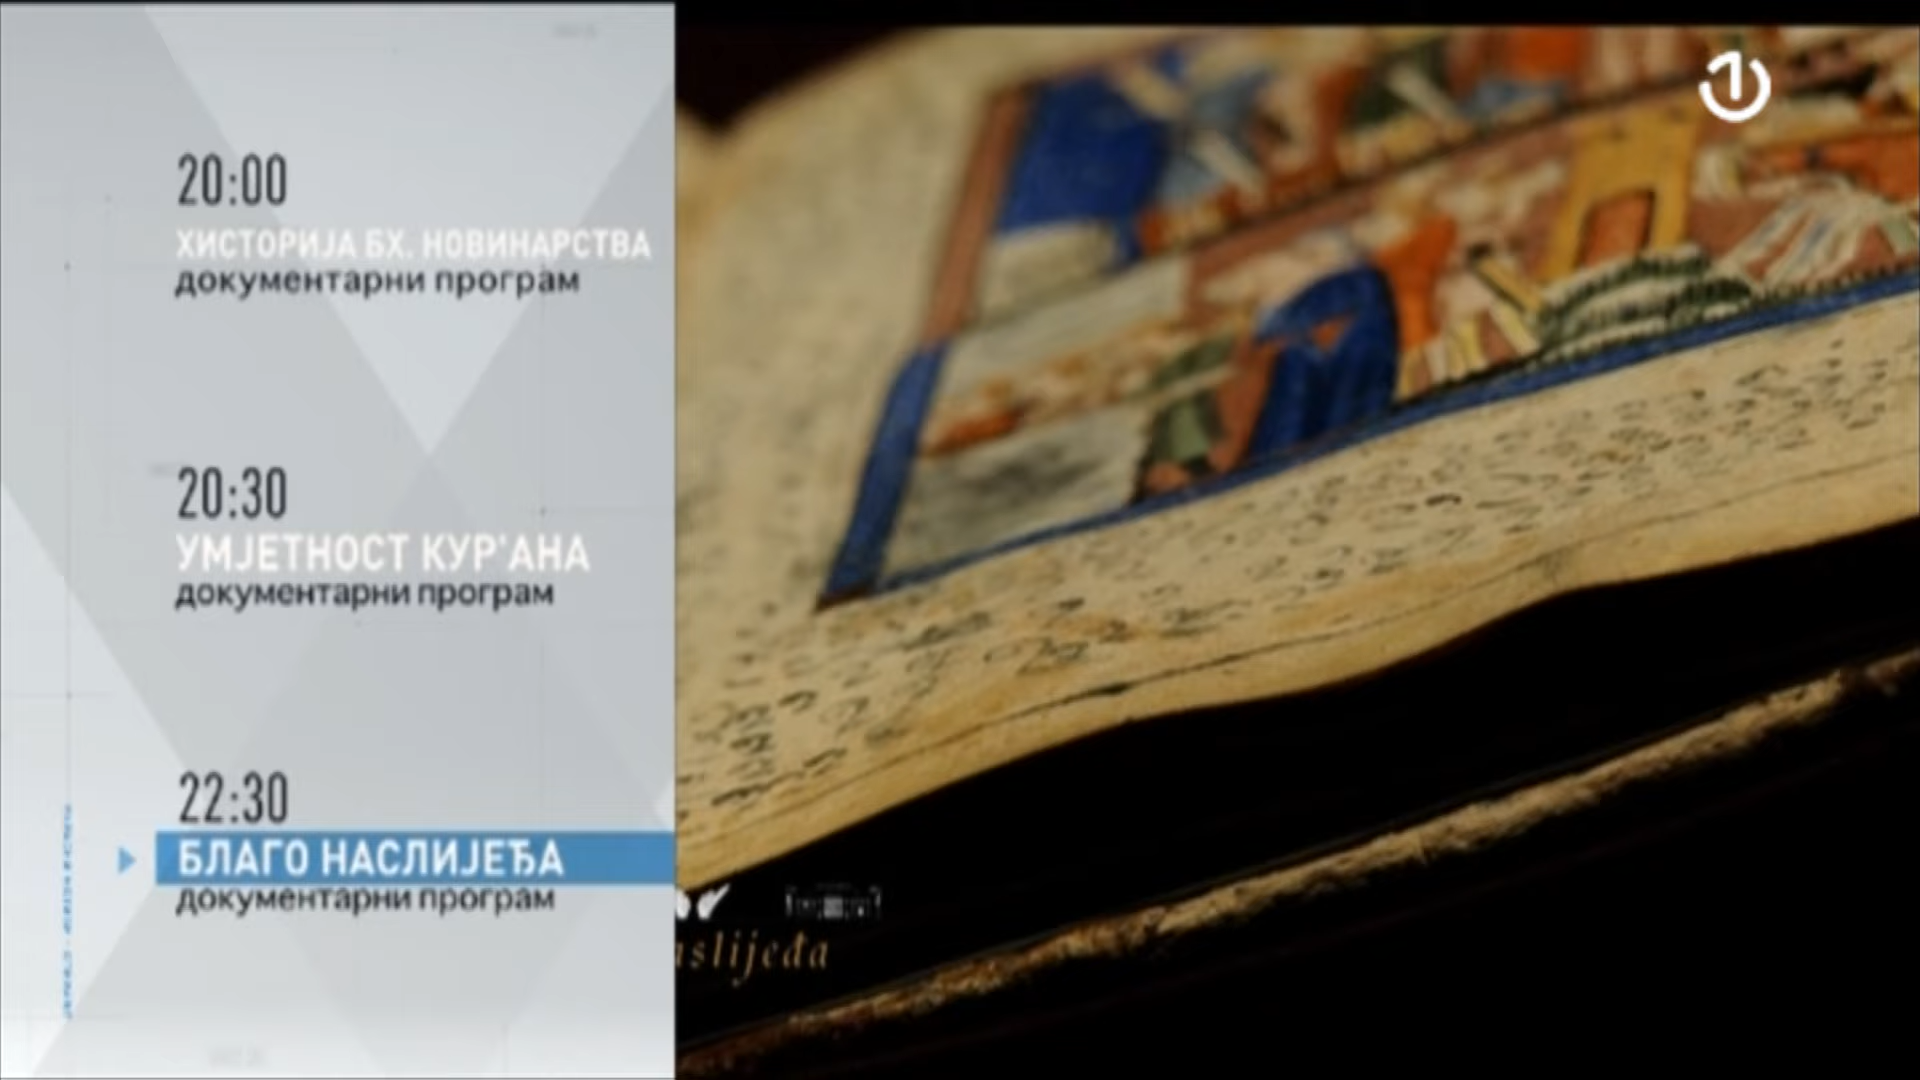 20:00
ХИСТОРИЈА БХ. НОВИНАРСТВА
документарни програм
20:30
УМЈЕТНОСТ КУР'АНА
документарни програм
22:30
БЛАГО НАСЛИЈЕЂА
документарни програм
aslijeđa
1